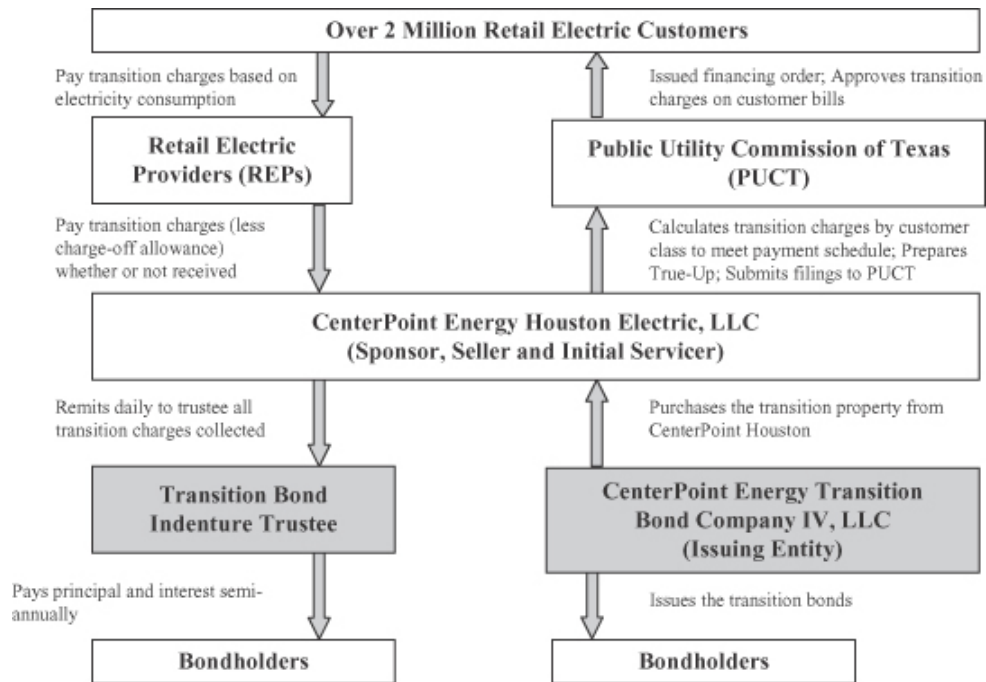 Over 2 Million Retail Electric Customers
Pay transition charges based on
electricity consumption
Issued financing order; Approves transition
charges on customer bills
Retail Electric
Providers (REPs)
Public Utility Commission of Texas
(PUCT)
Pay transition charges (less
charge-off allowance)
whether or not received
Calculates transition charges by customer
class to meet payment schedule; Prepares
True-Up; Submits filings to PUCT
CenterPoint Energy Houston Electric, LLC
(Sponsor, Seller and Initial Servicer)
Remits daily to trustee all
transition charges collected
Purchases the transition property from
CenterPoint Houston
Transition Bond
Indenture Trustee
CenterPoint Energy Transition
Bond Company IV, LLC
(Issuing Entity)
Pays principal and interest semi-
annually
Issues the transition bonds
Bondholders
Bondholders